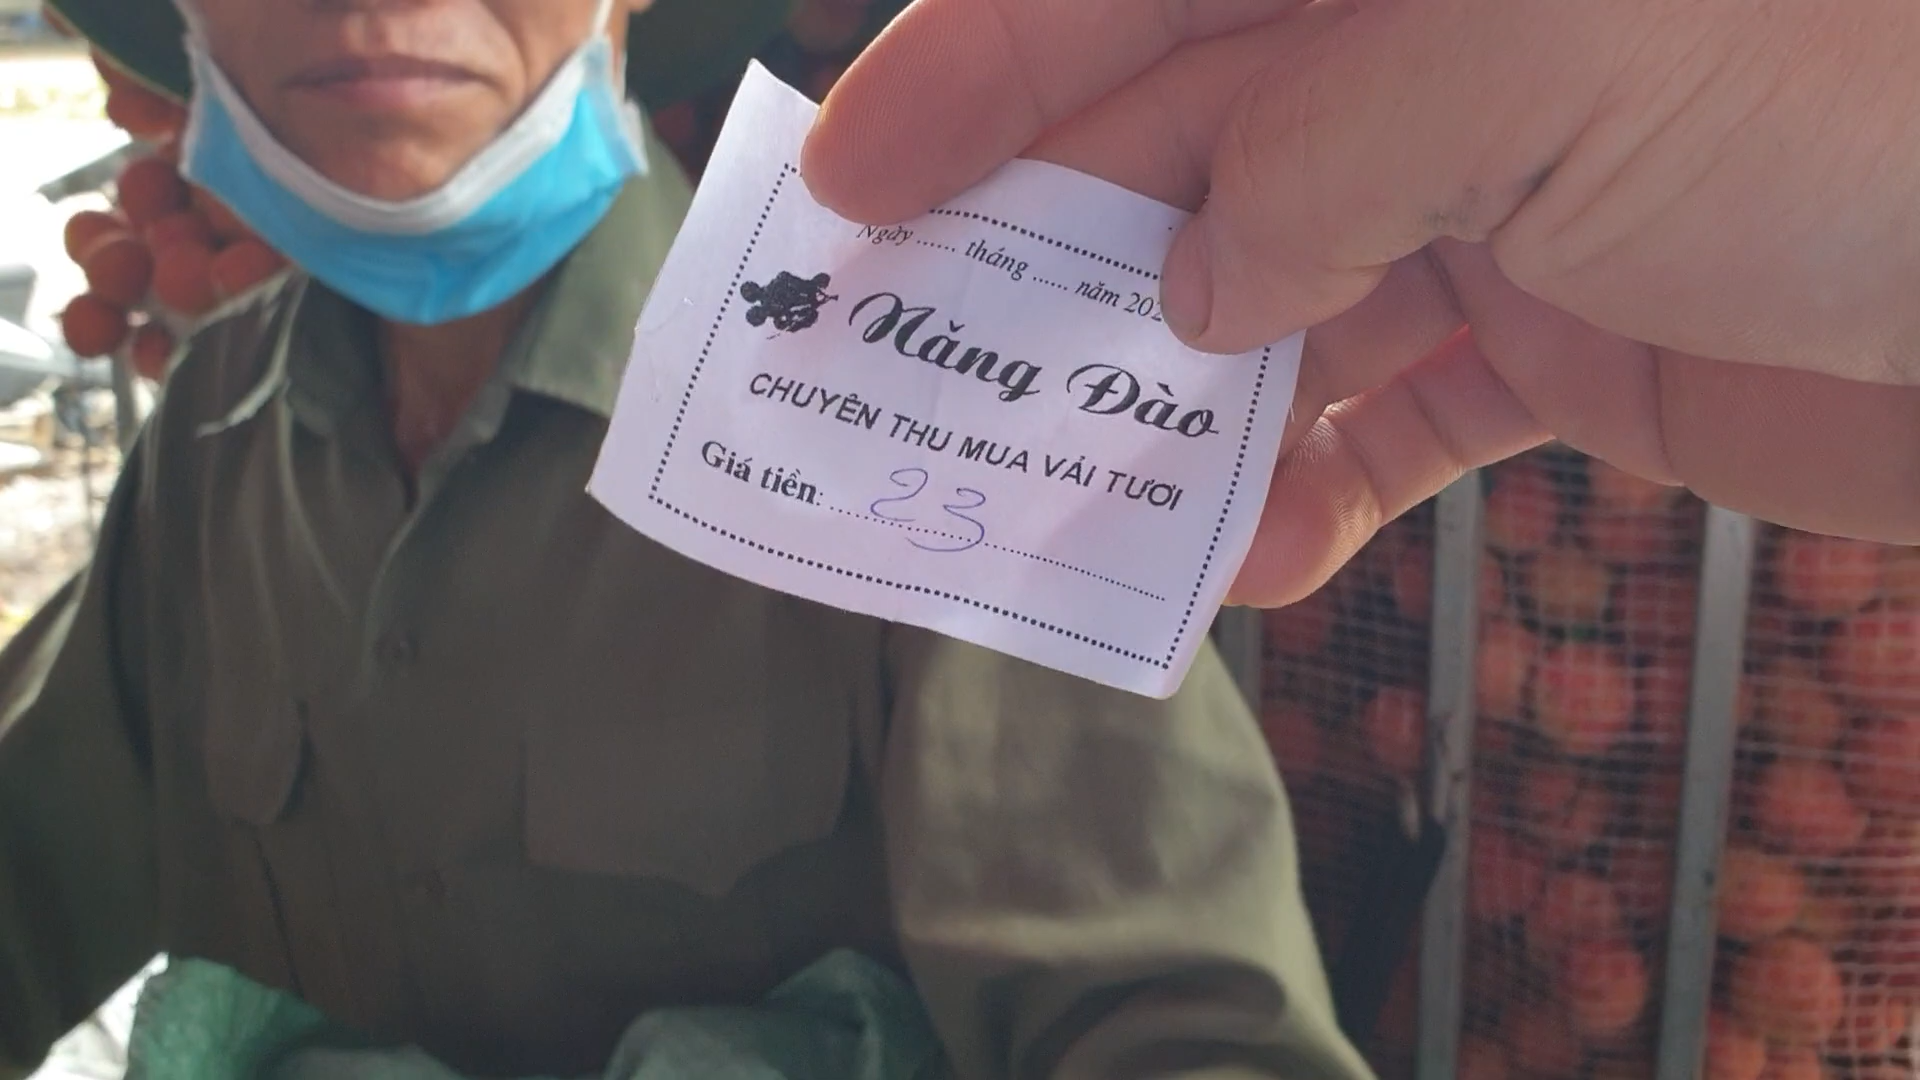 Ngày ...... tháng ...... năm 202
Năng Đào
CHUYÊN THU MUA VẢI TƯƠI
Giá tiền: 23